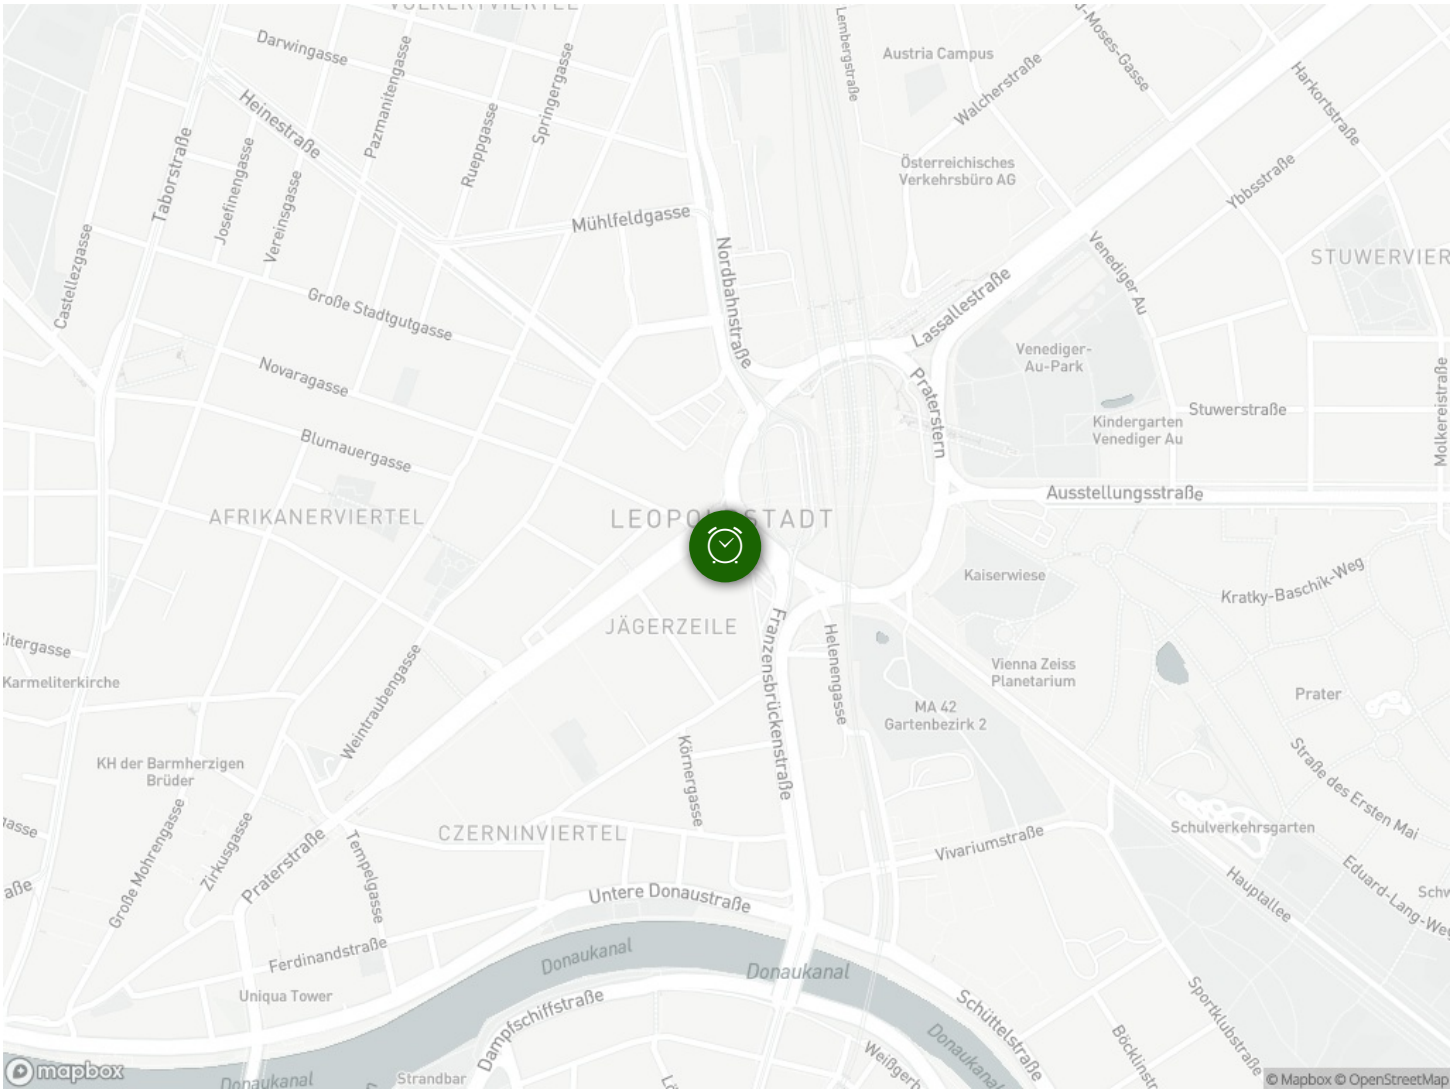 VOLKERTVIERTEL
Darwingasse
Pazmanitengasse
Springergasse
Rueppgasse
Heinestraße
Taborstraße
Josefinengasse
Vereinsgasse
Castellezgasse
Mühlfeldgasse
Große Stadtgutgasse
Novaragasse
Blumauergasse
AFRIKANERVIERTEL
Nordbahnstraße
Lembergstraße
Austria Campus
Walcherstraße
Österreichisches
Verkehrsbüro AG
Harkortstraße
Ybbsstraße
Venediger Au
STUWERVIER
Lassallestraße
Venediger-
Au-Park
Praterstern
Kindergarten
Venediger Au
Stuwerstraße
Molkereistraße
Ausstellungsstraße
JÄGERZEILE
Kaiserwiese
Kratky-Baschik-Weg
Karmeliterkirche
Weintraubengasse
Franzensbrückenstraße
Helenengasse
Vienna Zeiss
Planetarium
MA 42
Gartenbezirk 2
Prater
KH der Barmherzigen
Brüder
Körnergasse
Straße des Ersten Mai
Schulverkehrsgarten
Große Mohrengasse
Zirkusgasse
Praterstraße
Tempelgasse
CZERNINVIERTEL
Vivariumstraße
Hauptallee
Untere Donaustraße
Ferdinandstraße
Donaukanal
Donaukanal
Uniqua Tower
Dampfschiffstraße
Schüttelstraße
Sportklubstraße
Donaukanal
Donaukanal
Strandbar
mapbox
© Mapbox © OpenStreetMap